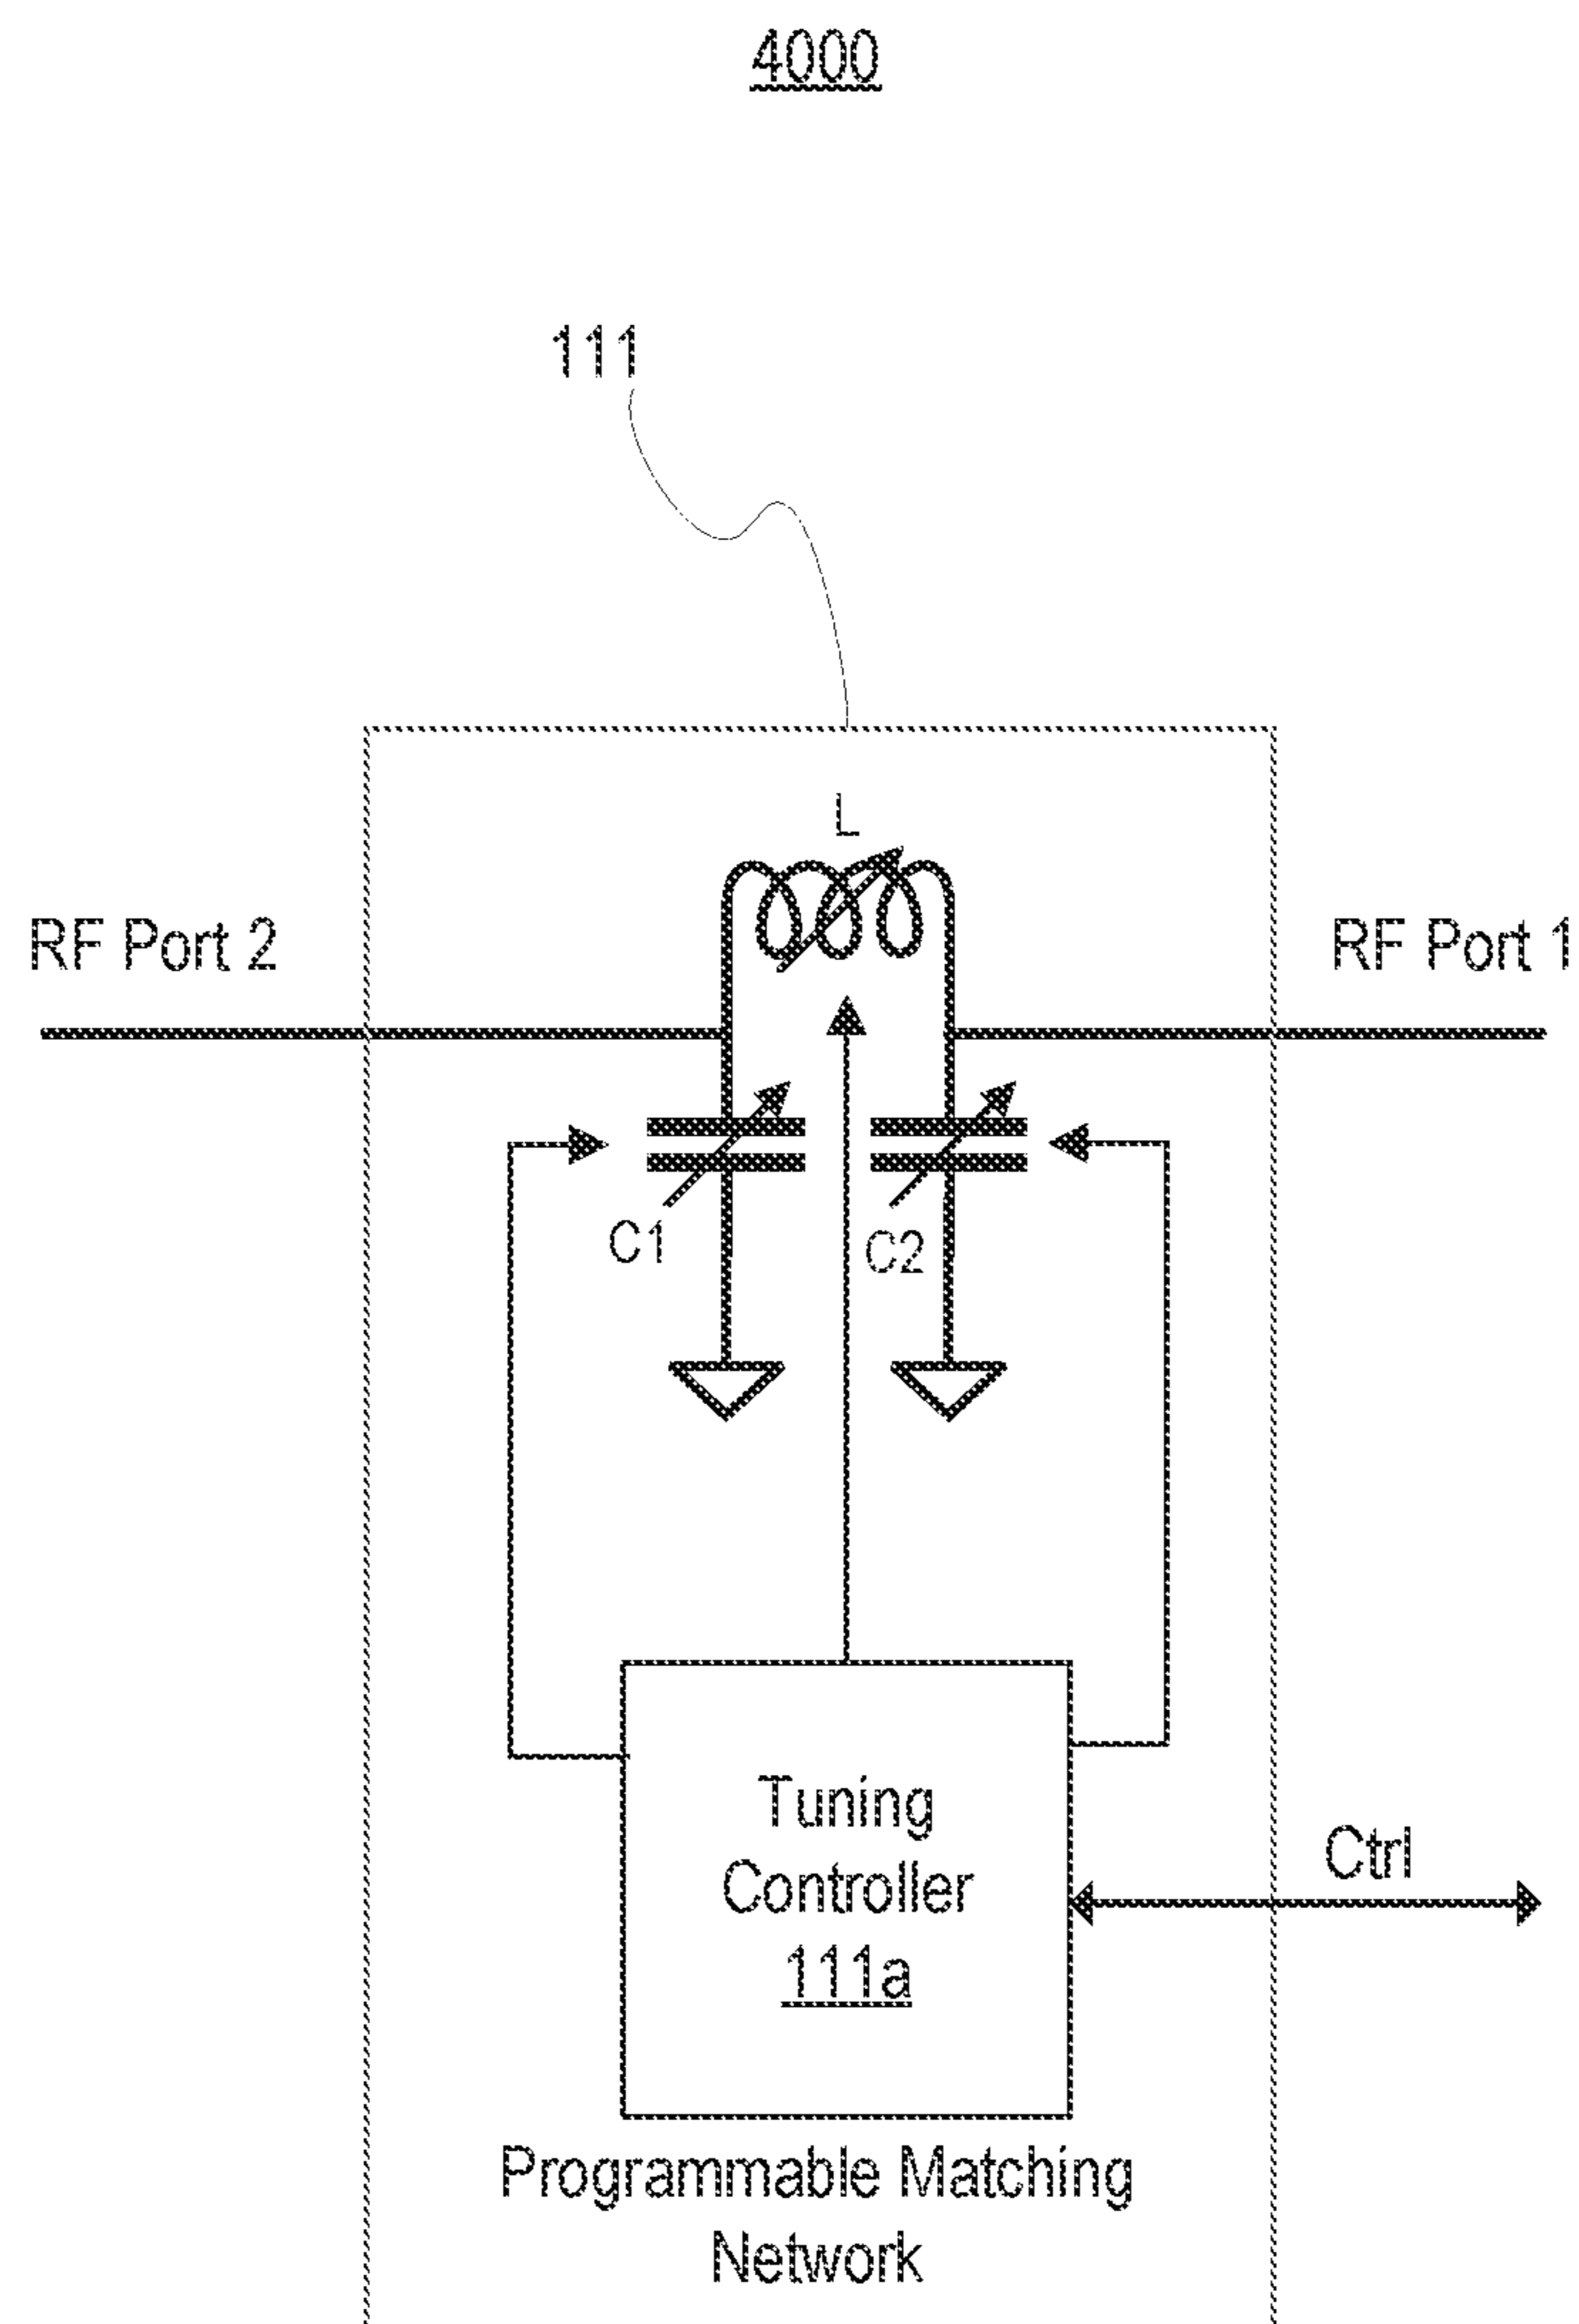 4000
111
L
RF Port 2
RF Port 1
C1
C2
Tuning
Controller
111a
Ctrl
Programmable Matching
Network